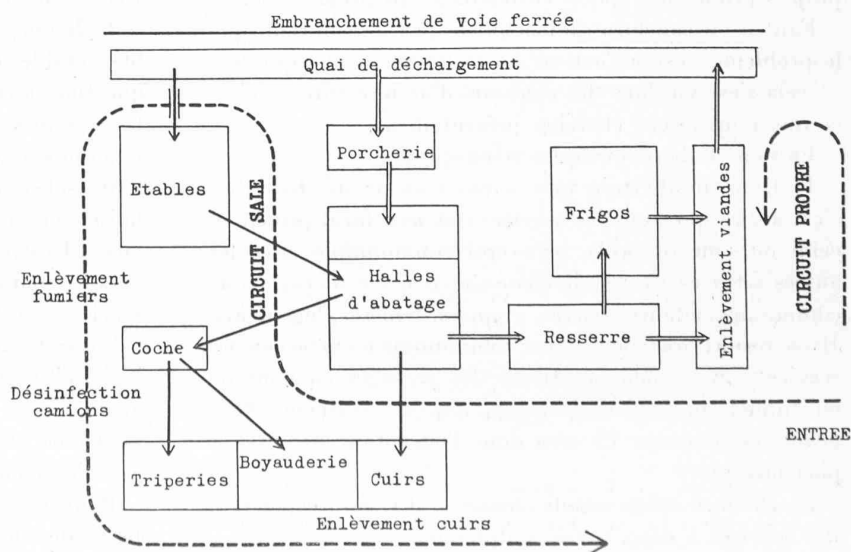 Embranchement de voie ferrée
Quai de déchargement
Porcherie
Etables
CIRCUIT SALE
Frigos
Enlèvement viandes
CIRCUIT PROPRE
Enlèvement
fumiers
Halles
d'abatage
Coche
Resserre
Désinfection
camions
ENTREE
Triperies
Boyauderie
Cuirs
Enlèvement cuirs